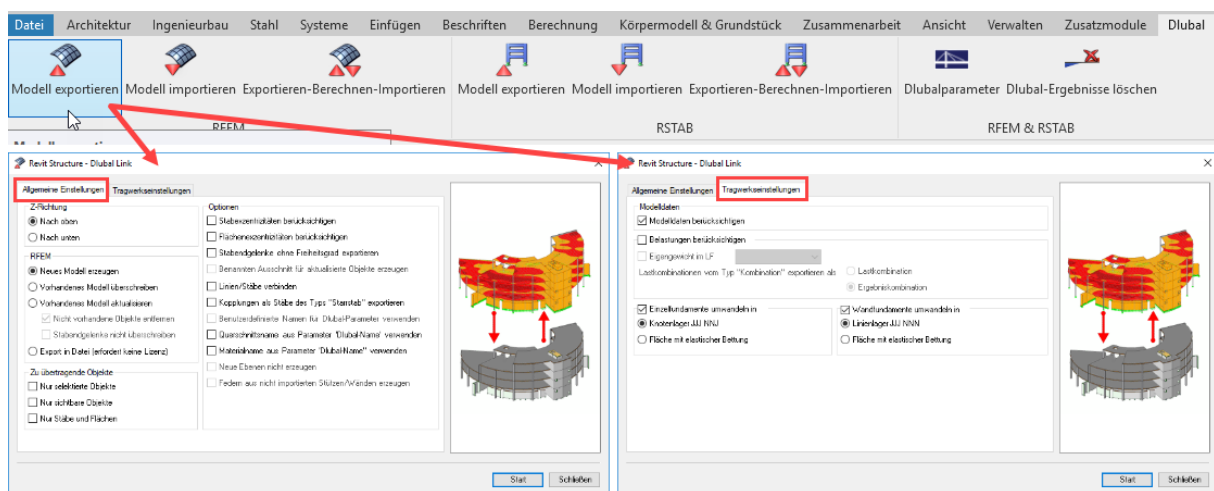 Datei Architektur Ingenieurbau Stahl Systeme Einfügen Beschriften Berechnung Körpermodell & Grundstück Zusammenarbeit Ansicht Verwalten Zusatzmodule Dlubal
Modell exportieren Modell importieren Exportieren-Berechnen-Importieren Modell exportieren Modell importieren Exportieren-Berechnen-Importieren Dlubalparameter Dlubal-Ergebnisse löschen
RFEM RSTAB RFEM & RSTAB
Revit Structure - Dlubal Link
Allgemeine Einstellungen Tragwerkseinstellungen
Z-Richtung
Nach oben
Nach unten
RFEM
Neues Modell erzeugen
Vorhandenes Modell überschreiben
Vorhandenes Modell aktualisieren
Nicht vorhandene Objekte entfernen
Stabendgelenke nicht überschreiben
Export in Datei (erfordert keine Lizenz)
Zu übertragende Objekte
Nur selektierte Objekte
Nur sichtbare Objekte
Nur Stäbe und Flächen
Optionen
Stabexzentrizitäten berücksichtigen
Flächenexzentrizitäten berücksichtigen
Stabendgelenke ohne Freiheitsgrad exportieren
Benannten Ausschnitt für aktualisierte Objekte erzeugen
Linien/Stäbe verbinden
Kopplungen als Stäbe des Typs "Starrstab" exportieren
Benutzerdefinierte Namen für Dlubal-Parameter verwenden
Querschnittsname aus Parameter 'Dlubal-Name' verwenden
Materialname aus Parameter 'Dlubal-Name'' verwenden
Neue Ebenen nicht erzeugen
Federn aus nicht importierten Stützen/Wänden erzeugen
Start Schließen
Revit Structure - Dlubal Link
Allgemeine Einstellungen Tragwerkseinstellungen
Modelldaten
Modelldaten berücksichtigen
Belastungen berücksichtigen
Eigengewicht im LF
Lastkombinationen vom Typ "Kombination" exportieren als
Lastkombination
Ergebniskombination
Einzelfundamente umwandeln in
Knotenlager JJJ NNJ
Fläche mit elastischer Bettung
Wandfundamente umwandeln in
Linienlager JJJ NNN
Fläche mit elastischer Bettung
Start Schließen